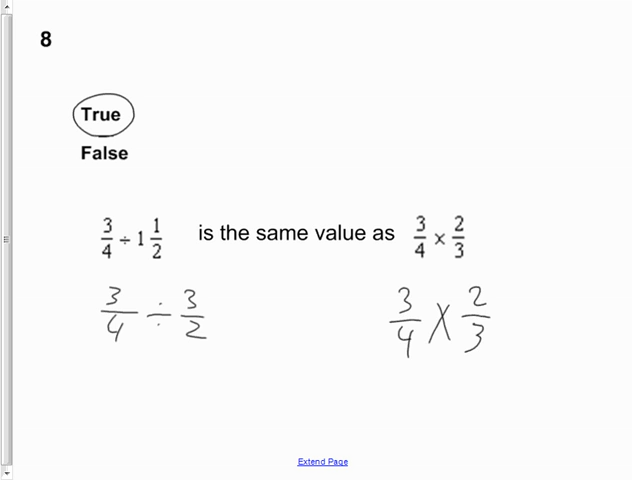 8
True
False
3/4 ÷ 1 1/2 is the same value as 3/4 x 2/3
3/4 ÷ 3/2 3/4 X 2/3
Extend Page